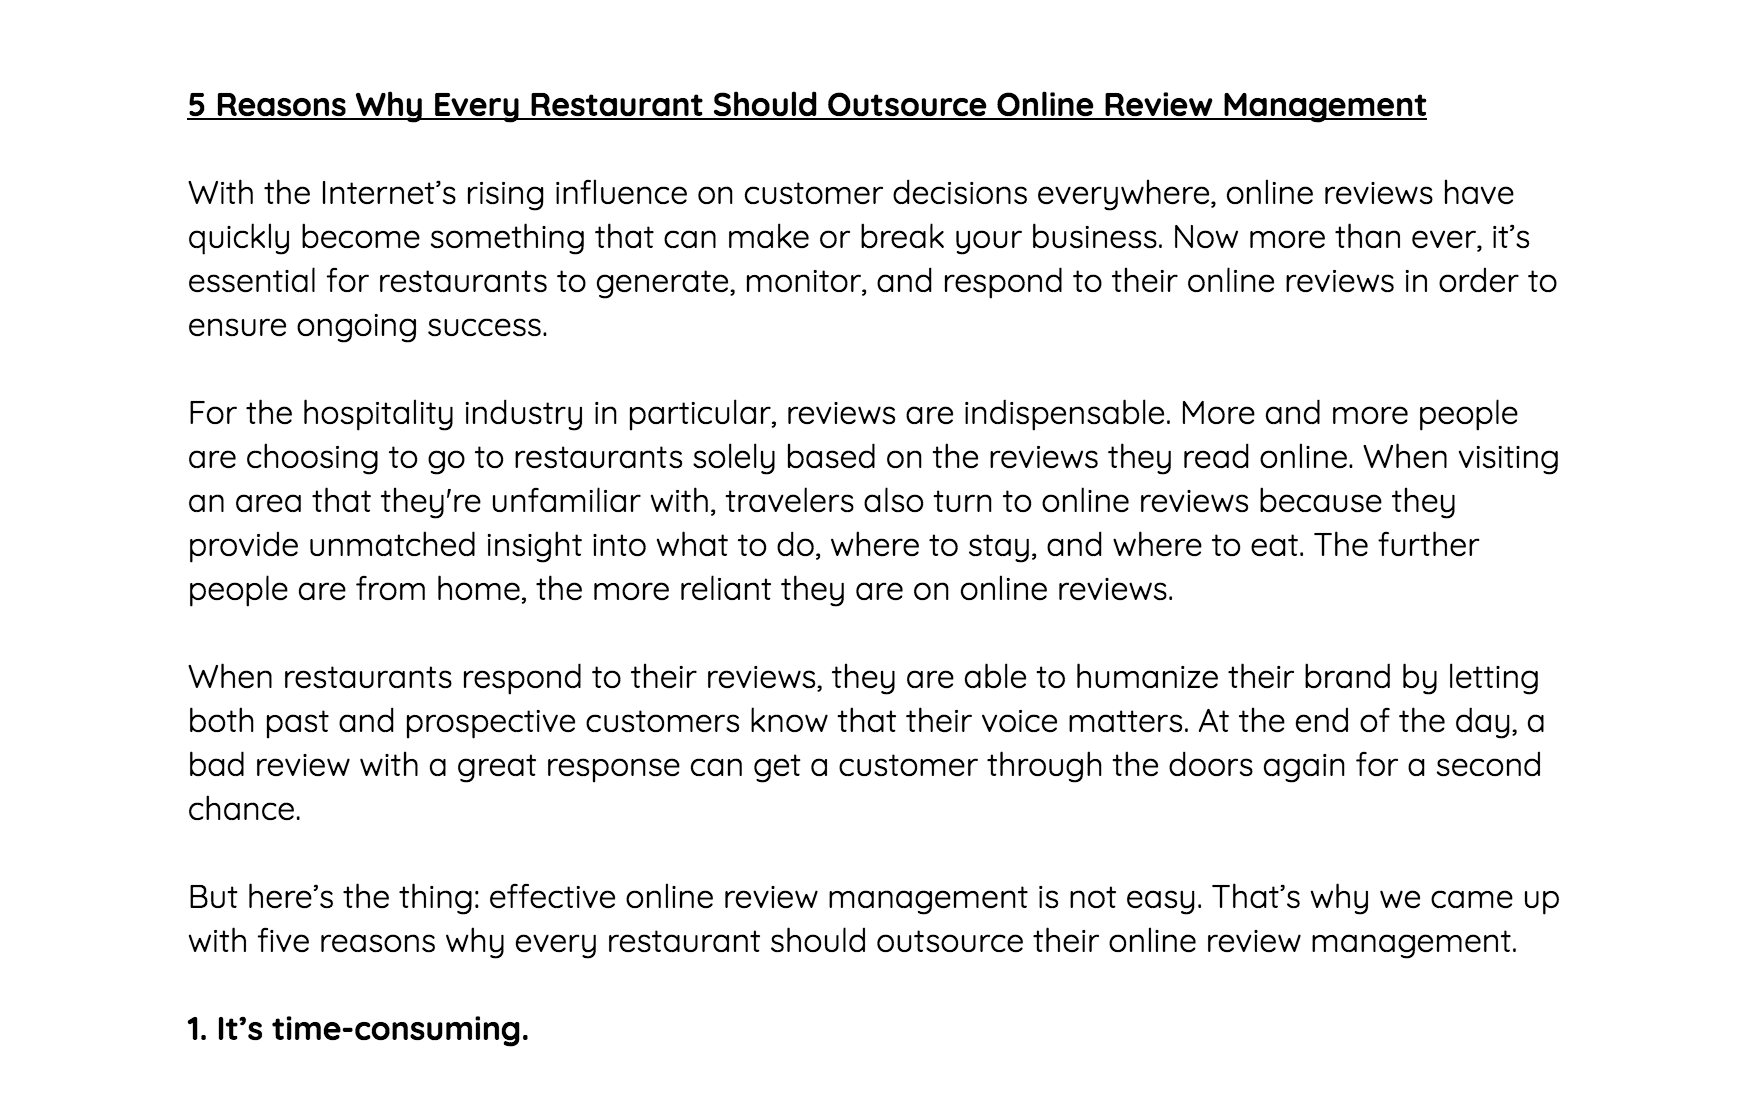 5 Reasons Why Every Restaurant Should Outsource Online Review Management
With the Internet’s rising influence on customer decisions everywhere, online reviews have
quickly become something that can make or break your business. Now more than ever, it’s
essential for restaurants to generate, monitor, and respond to their online reviews in order to
ensure ongoing success.
For the hospitality industry in particular, reviews are indispensable. More and more people
are choosing to go to restaurants solely based on the reviews they read online. When visiting
an area that they're unfamiliar with, travelers also turn to online reviews because they
provide unmatched insight into what to do, where to stay, and where to eat. The further
people are from home, the more reliant they are on online reviews.
When restaurants respond to their reviews, they are able to humanize their brand by letting
both past and prospective customers know that their voice matters. At the end of the day, a
bad review with a great response can get a customer through the doors again for a second
chance.
But here’s the thing: effective online review management is not easy. That’s why we came up
with five reasons why every restaurant should outsource their online review management.
1. It’s time-consuming.